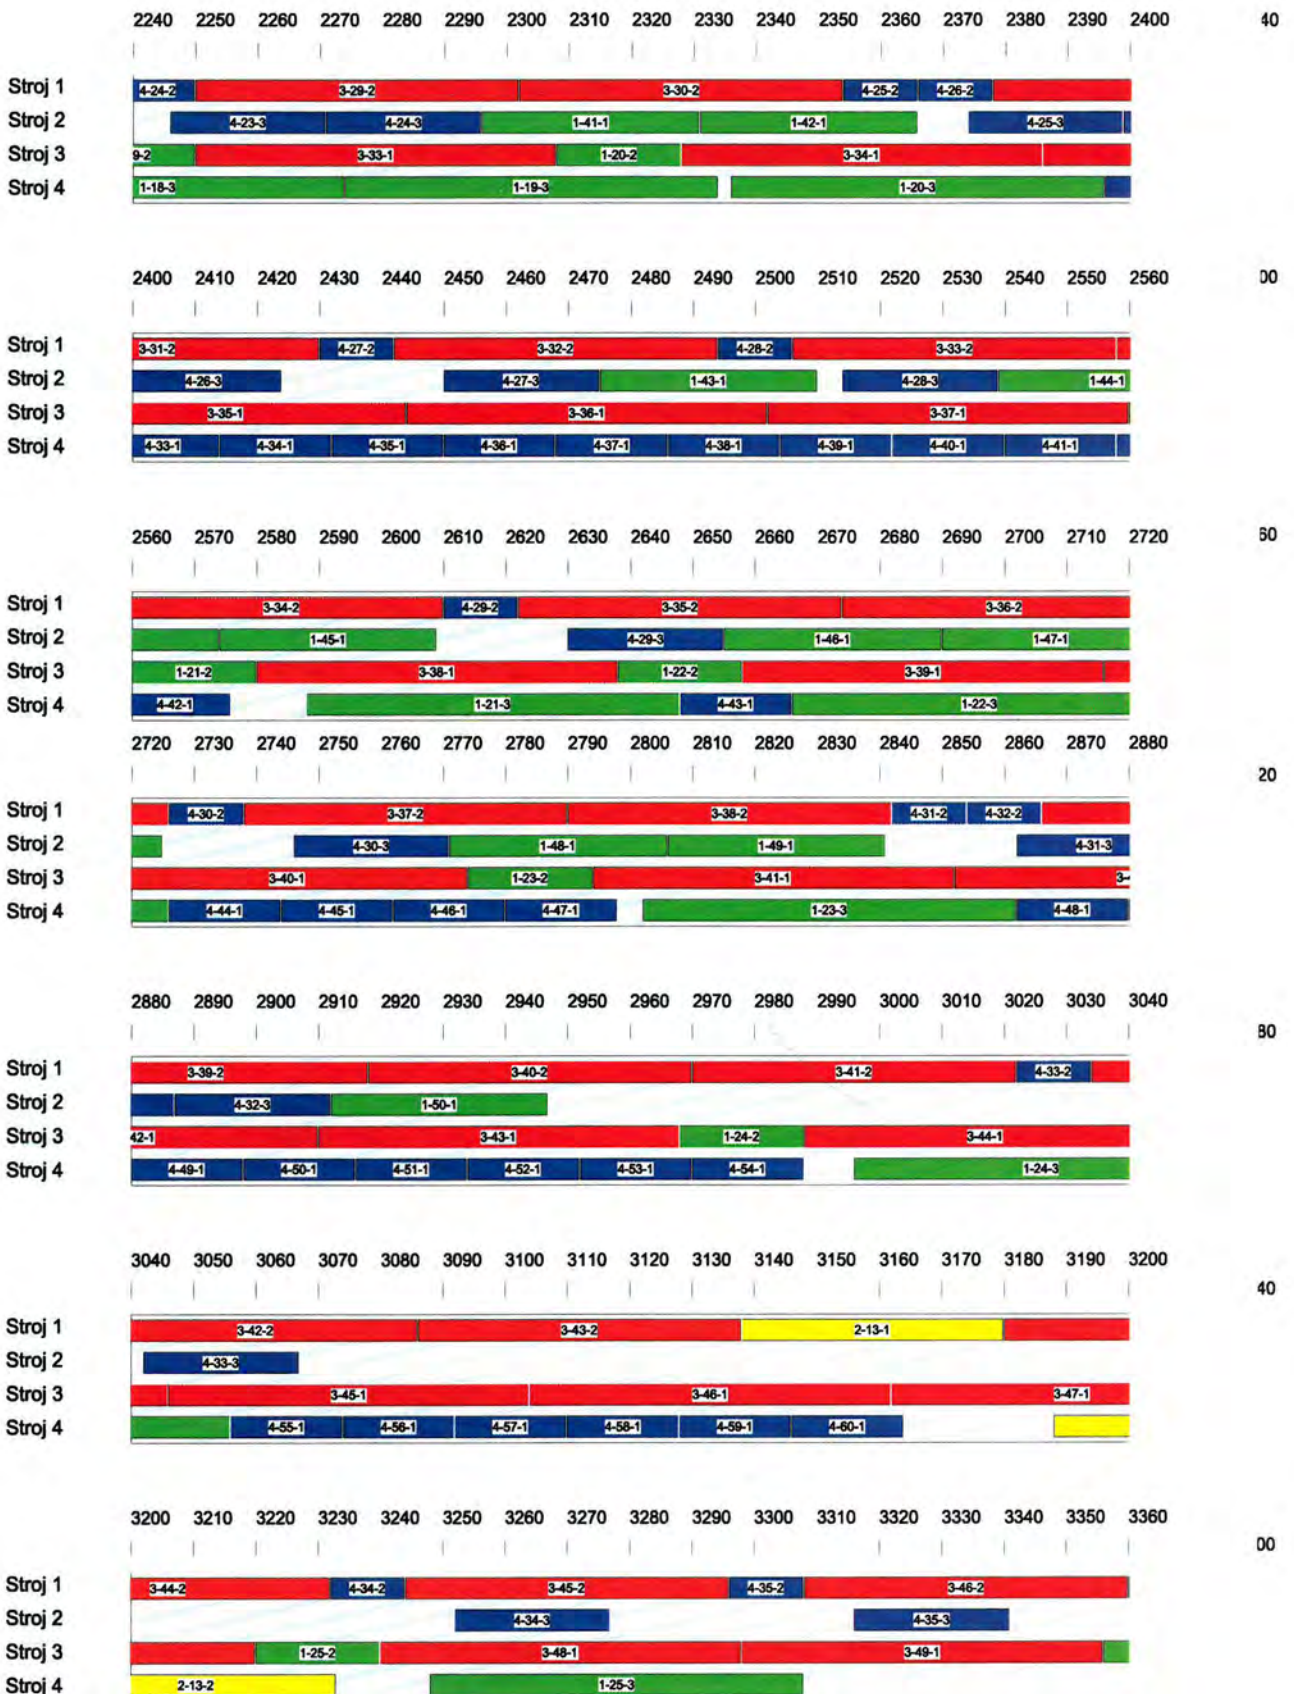 2240 2250 2260 2270 2280 2290 2300 2310 2320 2330 2340 2350 2360 2370 2380 2390 2400 40
Stroj 1 4-24-2 3-29-2 3-30-2 4-25-2 4-26-2
Stroj 2 4-23-3 4-24-3 1-41-1 1-42-1 4-25-3
Stroj 3 9-2 3-33-1 1-20-2 3-34-1
Stroj 4 1-18-3 1-19-3 1-20-3
2400 2410 2420 2430 2440 2450 2460 2470 2480 2490 2500 2510 2520 2530 2540 2550 2560 00
Stroj 1 3-31-2 4-27-2 3-32-2 4-28-2 3-33-2
Stroj 2 4-26-3 4-27-3 1-43-1 4-28-3 1-44-1
Stroj 3 3-35-1 3-36-1 3-37-1
Stroj 4 4-33-1 4-34-1 4-35-1 4-36-1 4-37-1 4-38-1 4-39-1 4-40-1 4-41-1
2560 2570 2580 2590 2600 2610 2620 2630 2640 2650 2660 2670 2680 2690 2700 2710 2720 60
Stroj 1 3-34-2 4-29-2 3-35-2 3-36-2
Stroj 2 1-45-1 4-29-3 1-46-1 1-47-1
Stroj 3 1-21-2 3-38-1 1-22-2 3-39-1
Stroj 4 4-42-1 1-21-3 4-43-1 1-22-3
2720 2730 2740 2750 2760 2770 2780 2790 2800 2810 2820 2830 2840 2850 2860 2870 2880 20
Stroj 1 4-30-2 3-37-2 3-38-2 4-31-2 4-32-2
Stroj 2 4-30-3 1-48-1 1-49-1 4-31-3
Stroj 3 3-40-1 1-23-2 3-41-1 3-4
Stroj 4 4-44-1 4-45-1 4-46-1 4-47-1 1-23-3 4-48-1
2880 2890 2900 2910 2920 2930 2940 2950 2960 2970 2980 2990 3000 3010 3020 3030 3040 80
Stroj 1 3-39-2 3-40-2 3-41-2 4-33-2
Stroj 2 4-32-3 1-50-1
Stroj 3 42-1 3-43-1 1-24-2 3-44-1
Stroj 4 4-49-1 4-50-1 4-51-1 4-52-1 4-53-1 4-54-1 1-24-3
3040 3050 3060 3070 3080 3090 3100 3110 3120 3130 3140 3150 3160 3170 3180 3190 3200 40
Stroj 1 3-42-2 3-43-2 2-13-1
Stroj 2 4-33-3
Stroj 3 3-45-1 3-46-1 3-47-1
Stroj 4 4-55-1 4-56-1 4-57-1 4-58-1 4-59-1 4-60-1
3200 3210 3220 3230 3240 3250 3260 3270 3280 3290 3300 3310 3320 3330 3340 3350 3360 00
Stroj 1 3-44-2 4-34-2 3-45-2 4-35-2 3-46-2
Stroj 2 4-34-3 4-35-3
Stroj 3 1-25-2 3-48-1 3-49-1
Stroj 4 2-13-2 1-25-3